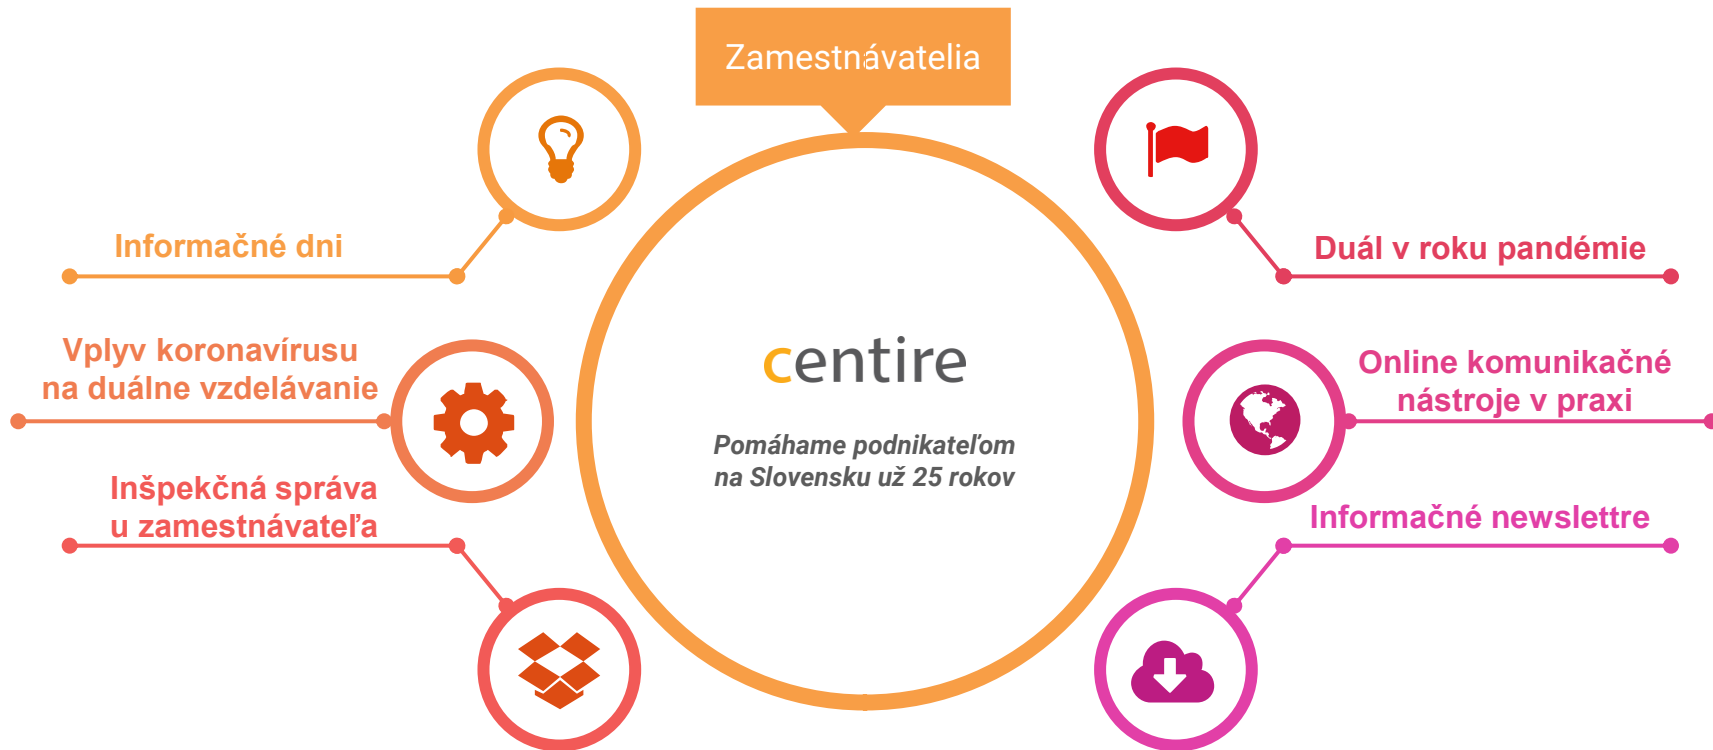 Zamestnávatelia
Informačné dni
Vplyv koronavírusu
na duálne vzdelávanie
Inšpekčná správa
u zamestnávateľa
centire
Pomáhame podnikateľom
na Slovensku už 25 rokov
Duál v roku pandémie
Online komunikačné
nástroje v praxi
Informačné newslettre